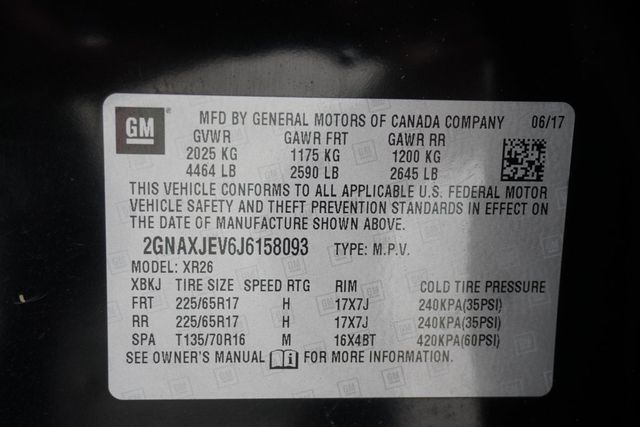 GM MFD BY GENERAL MOTORS OF CANADA COMPANY 06/17
GVWR GAWR FRT GAWR RR
2025 KG 1175 KG 1200 KG
4464 LB 2590 LB 2645 LB
THIS VEHICLE CONFORMS TO ALL APPLICABLE U.S. FEDERAL MOTOR
VEHICLE SAFETY AND THEFT PREVENTION STANDARDS IN EFFECT ON
THE DATE OF MANUFACTURE SHOWN ABOVE.
2GNAXJEV6J6158093 TYPE: M.P.V.
MODEL: XR26
XBKJ TIRE SIZE SPEED RTG RIM COLD TIRE PRESSURE
FRT 225/65R17 H 17X7J 240KPA(35PSI)
RR 225/65R17 H 17X7J 240KPA(35PSI)
SPA T135/70R16 M 16X4BT 420KPA(60PSI)
SEE OWNER'S MANUAL FOR MORE INFORMATION.